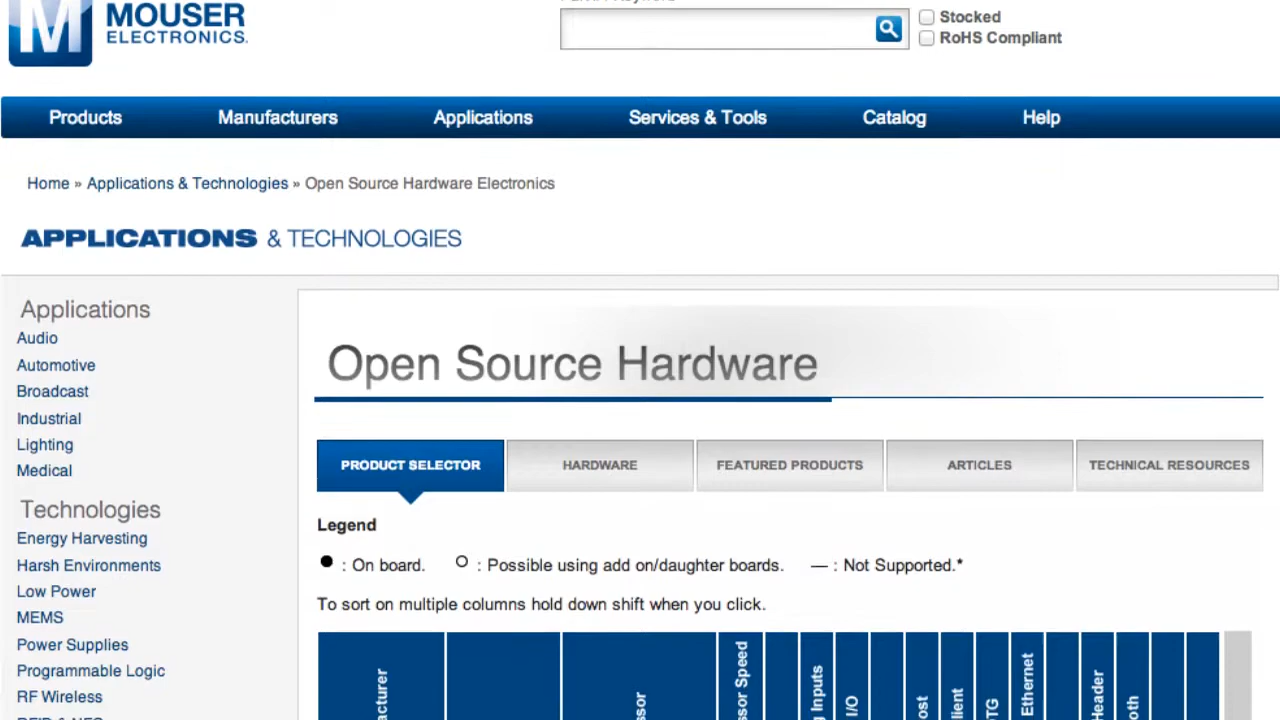 MOUSER
ELECTRONICS.
Stocked
RoHS Compliant
Products Manufacturers Applications Services & Tools Catalog Help
Home » Applications & Technologies » Open Source Hardware Electronics
APPLICATIONS & TECHNOLOGIES
Applications
Audio
Automotive
Broadcast
Industrial
Lighting
Medical
Technologies
Energy Harvesting
Harsh Environments
Low Power
MEMS
Power Supplies
Programmable Logic
RF Wireless
Open Source Hardware
PRODUCT SELECTOR HARDWARE FEATURED PRODUCTS ARTICLES TECHNICAL RESOURCES
Legend
● : On board. ○ : Possible using add on/daughter boards. — : Not Supported.*
To sort on multiple columns hold down shift when you click.
I/O
Ethernet
Header